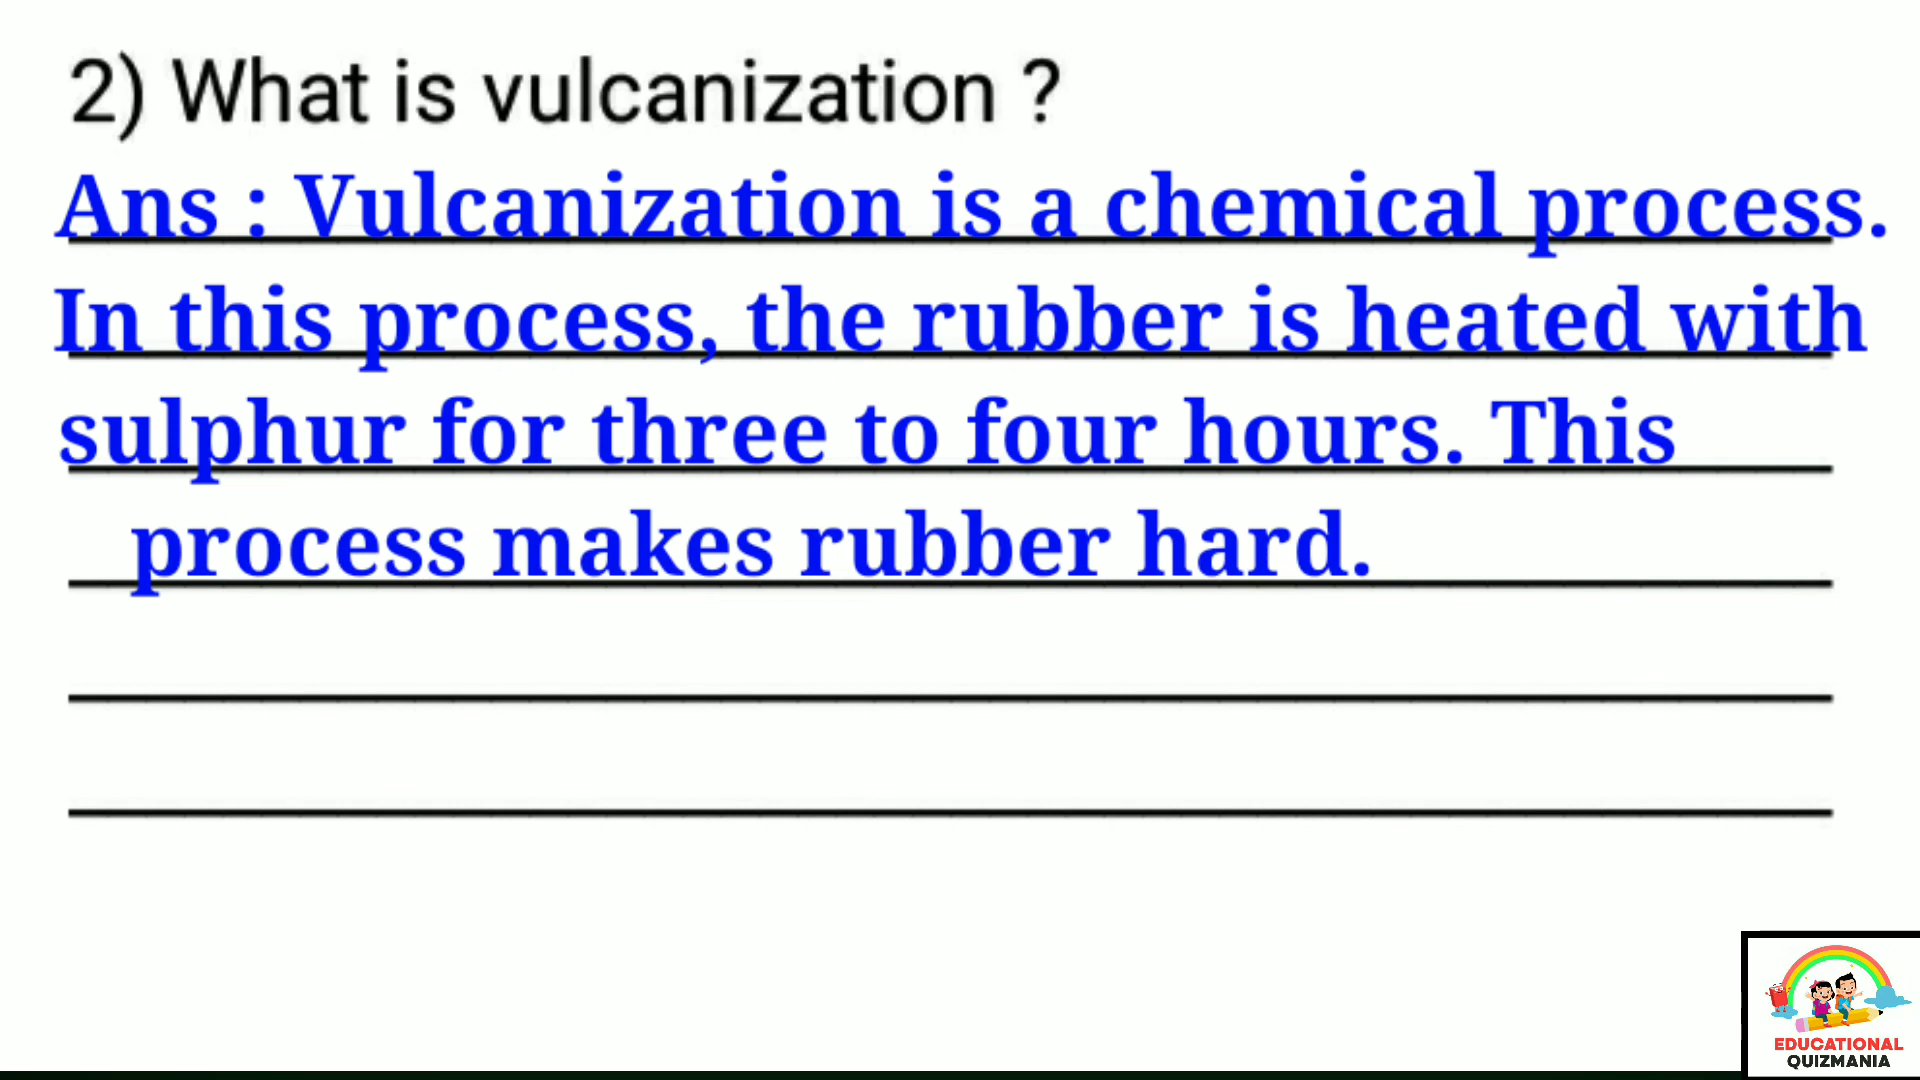 2) What is vulcanization ?
Ans : Vulcanization is a chemical process.
In this process, the rubber is heated with
sulphur for three to four hours. This
process makes rubber hard.
EDUCATIONAL
QUIZMANIA